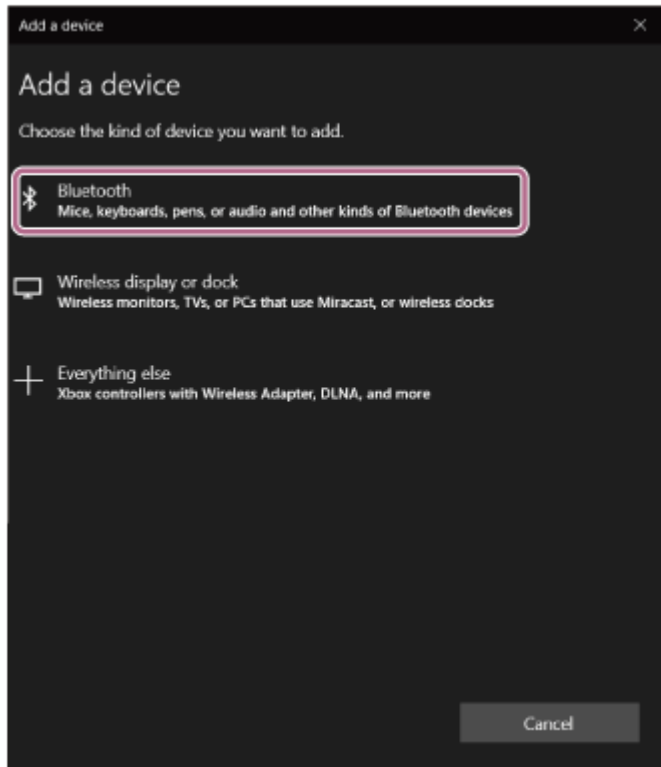 Add a device
Add a device
Choose the kind of device you want to add.
Bluetooth
Mice, keyboards, pens, or audio and other kinds of Bluetooth devices
Wireless display or dock
Wireless monitors, TVs, or PCs that use Miracast, or wireless docks
Everything else
Xbox controllers with Wireless Adapter, DLNA, and more
Cancel